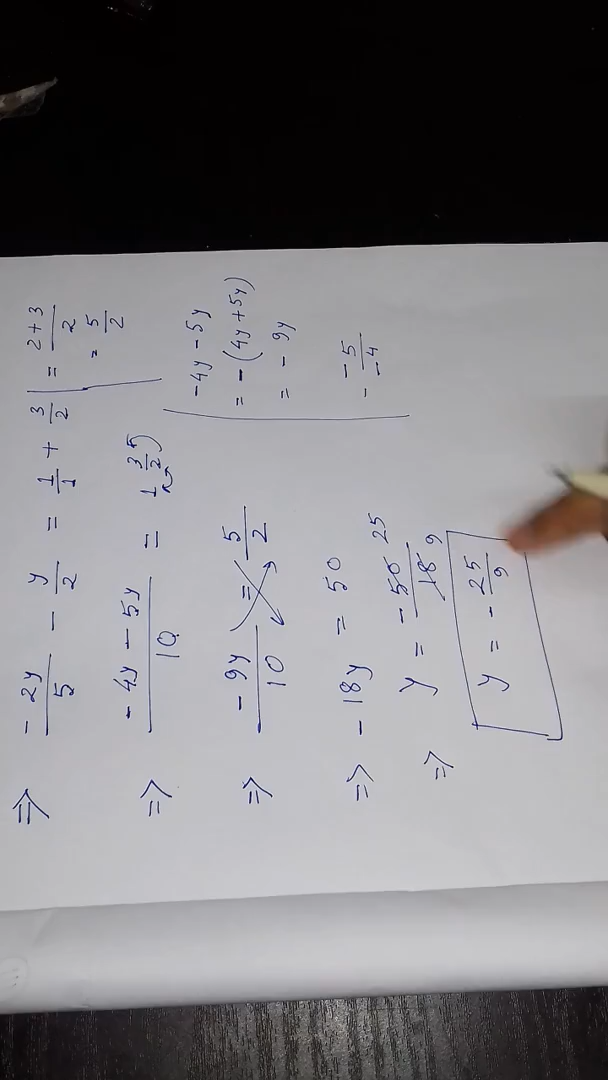 ⇒ -2y/5 - y/2 = 1/1 + 3/2 | = 2+3/2
= 5/2
⇒ -4y - 5y/10 = 1 3/2
-4y - 5y
= - (4y + 5y)
= - 9y
⇒ -9y/10 = 5/2
- -5/-4
⇒ -18y = 50
⇒ y = - 50/18 25 9
y = - 25/9